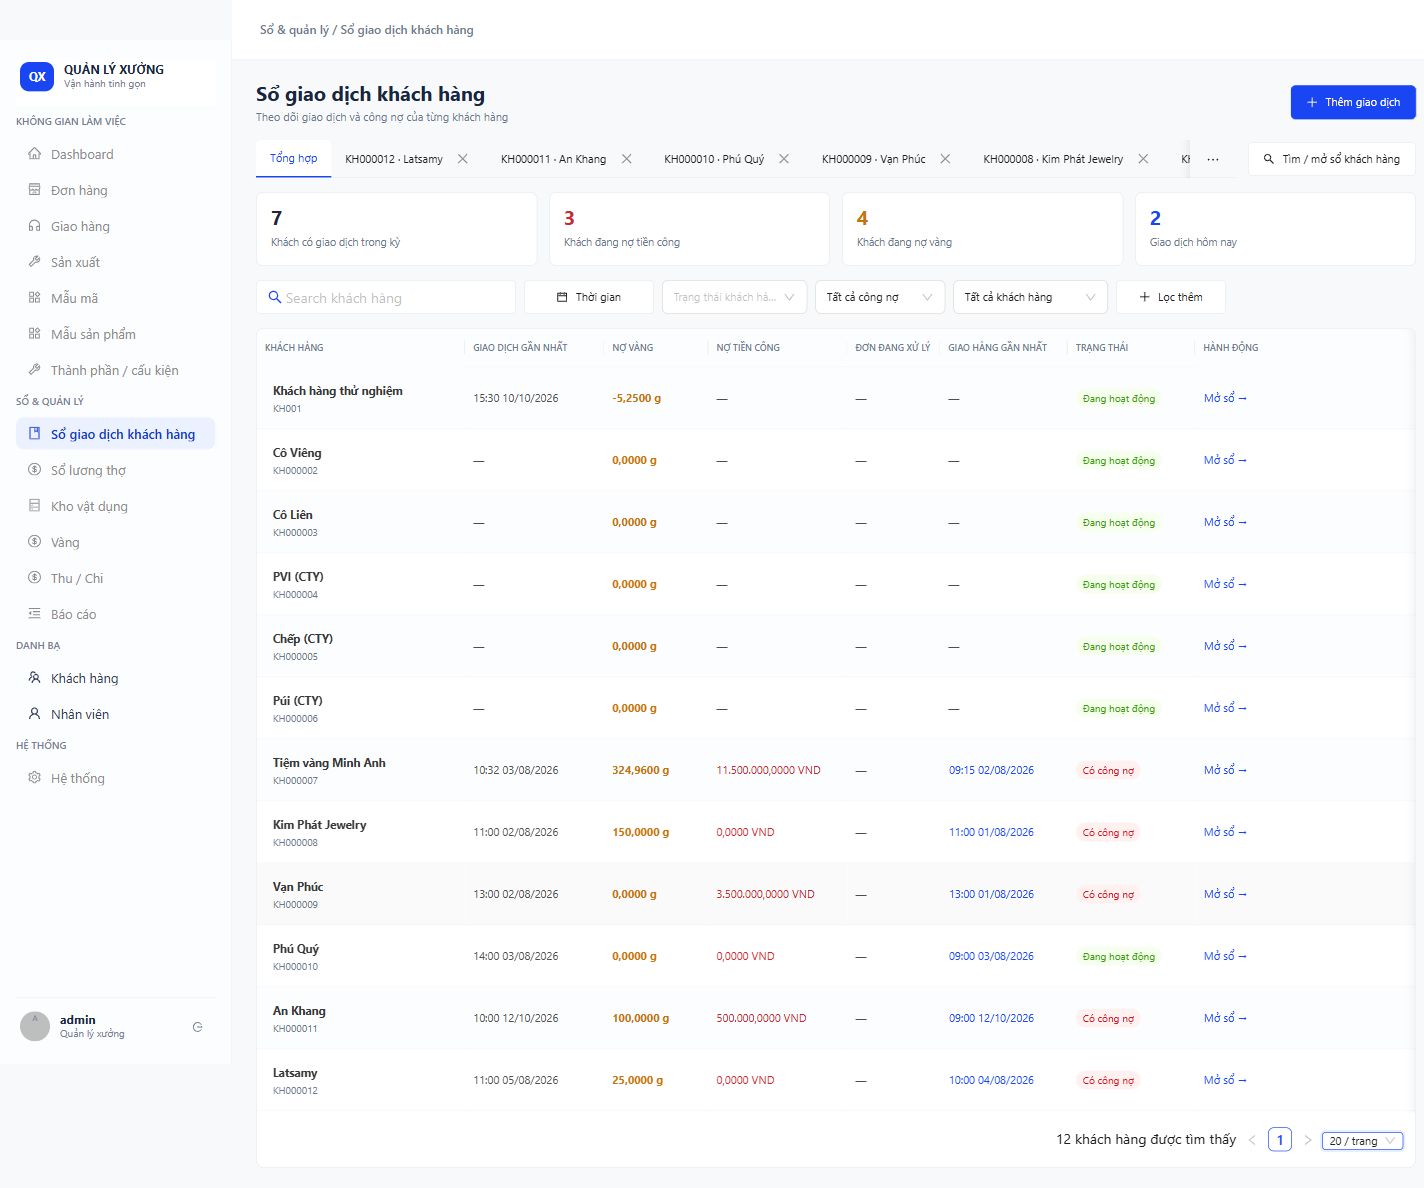 Sổ & quản lý / Sổ giao dịch khách hàng
QX
QUẢN LÝ XƯỞNG
Vận hành tinh gọn
KHÔNG GIAN LÀM VIỆC
Dashboard
Đơn hàng
Giao hàng
Sản xuất
Mẫu mã
Mẫu sản phẩm
Thành phần / cấu kiện
SỔ & QUẢN LÝ
Sổ giao dịch khách hàng
Sổ lương thợ
Kho vật dụng
Vàng
Thu / Chi
Báo cáo
DANH BẠ
Khách hàng
Nhân viên
HỆ THỐNG
Hệ thống
A
admin
Quản lý xưởng
Sổ giao dịch khách hàng
Theo dõi giao dịch và công nợ của từng khách hàng
+ Thêm giao dịch
Tổng hợp
KH000012 · Latsamy
KH000011 · An Khang
KH000010 · Phú Quý
KH000009 · Vạn Phúc
KH000008 · Kim Phát Jewelry
···
Tìm / mở sổ khách hàng
7
Khách có giao dịch trong kỳ
3
Khách đang nợ tiền công
4
Khách đang nợ vàng
2
Giao dịch hôm nay
Search khách hàng
Thời gian
Trạng thái khách hà...
Tất cả công nợ
Tất cả khách hàng
+ Lọc thêm
KHÁCH HÀNG GIAO DỊCH GẦN NHẤT NỢ VÀNG NỢ TIỀN CÔNG ĐƠN ĐANG XỬ LÝ GIAO HÀNG GẦN NHẤT TRẠNG THÁI HÀNH ĐỘNG
Khách hàng thử nghiệm
KH001
15:30 10/10/2026 -5,2500 g — — — Đang hoạt động Mở sổ →
Cô Viêng
KH000002
— 0,0000 g — — — Đang hoạt động Mở sổ →
Cô Liên
KH000003
— 0,0000 g — — — Đang hoạt động Mở sổ →
PVI (CTY)
KH000004
— 0,0000 g — — — Đang hoạt động Mở sổ →
Chếp (CTY)
KH000005
— 0,0000 g — — — Đang hoạt động Mở sổ →
Púi (CTY)
KH000006
— 0,0000 g — — — Đang hoạt động Mở sổ →
Tiệm vàng Minh Anh
KH000007
10:32 03/08/2026 324,9600 g 11.500.000,0000 VND — 09:15 02/08/2026 Có công nợ Mở sổ →
Kim Phát Jewelry
KH000008
11:00 02/08/2026 150,0000 g 0,0000 VND — 11:00 01/08/2026 Có công nợ Mở sổ →
Vạn Phúc
KH000009
13:00 02/08/2026 0,0000 g 3.500.000,0000 VND — 13:00 01/08/2026 Có công nợ Mở sổ →
Phú Quý
KH000010
14:00 03/08/2026 0,0000 g 0,0000 VND — 09:00 03/08/2026 Đang hoạt động Mở sổ →
An Khang
KH000011
10:00 12/10/2026 100,0000 g 500.000,0000 VND — 09:00 12/10/2026 Có công nợ Mở sổ →
Latsamy
KH000012
11:00 05/08/2026 25,0000 g 0,0000 VND — 10:00 04/08/2026 Có công nợ Mở sổ →
12 khách hàng được tìm thấy < 1 > 20 / trang